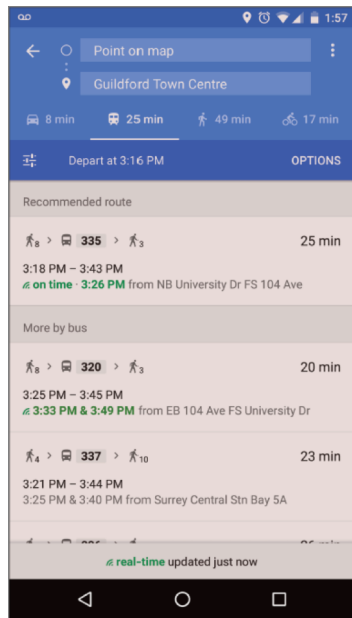 1:57
Point on map
Guildford Town Centre
8 min 25 min 49 min 17 min
Depart at 3:16 PM OPTIONS
Recommended route
8 > 335 > 3 25 min
3:18 PM – 3:43 PM
on time · 3:26 PM from NB University Dr FS 104 Ave
More by bus
8 > 320 > 3 20 min
3:25 PM – 3:45 PM
3:33 PM & 3:49 PM from EB 104 Ave FS University Dr
4 > 337 > 10 23 min
3:21 PM – 3:44 PM
3:25 PM & 3:40 PM from Surrey Central Stn Bay 5A
real-time updated just now